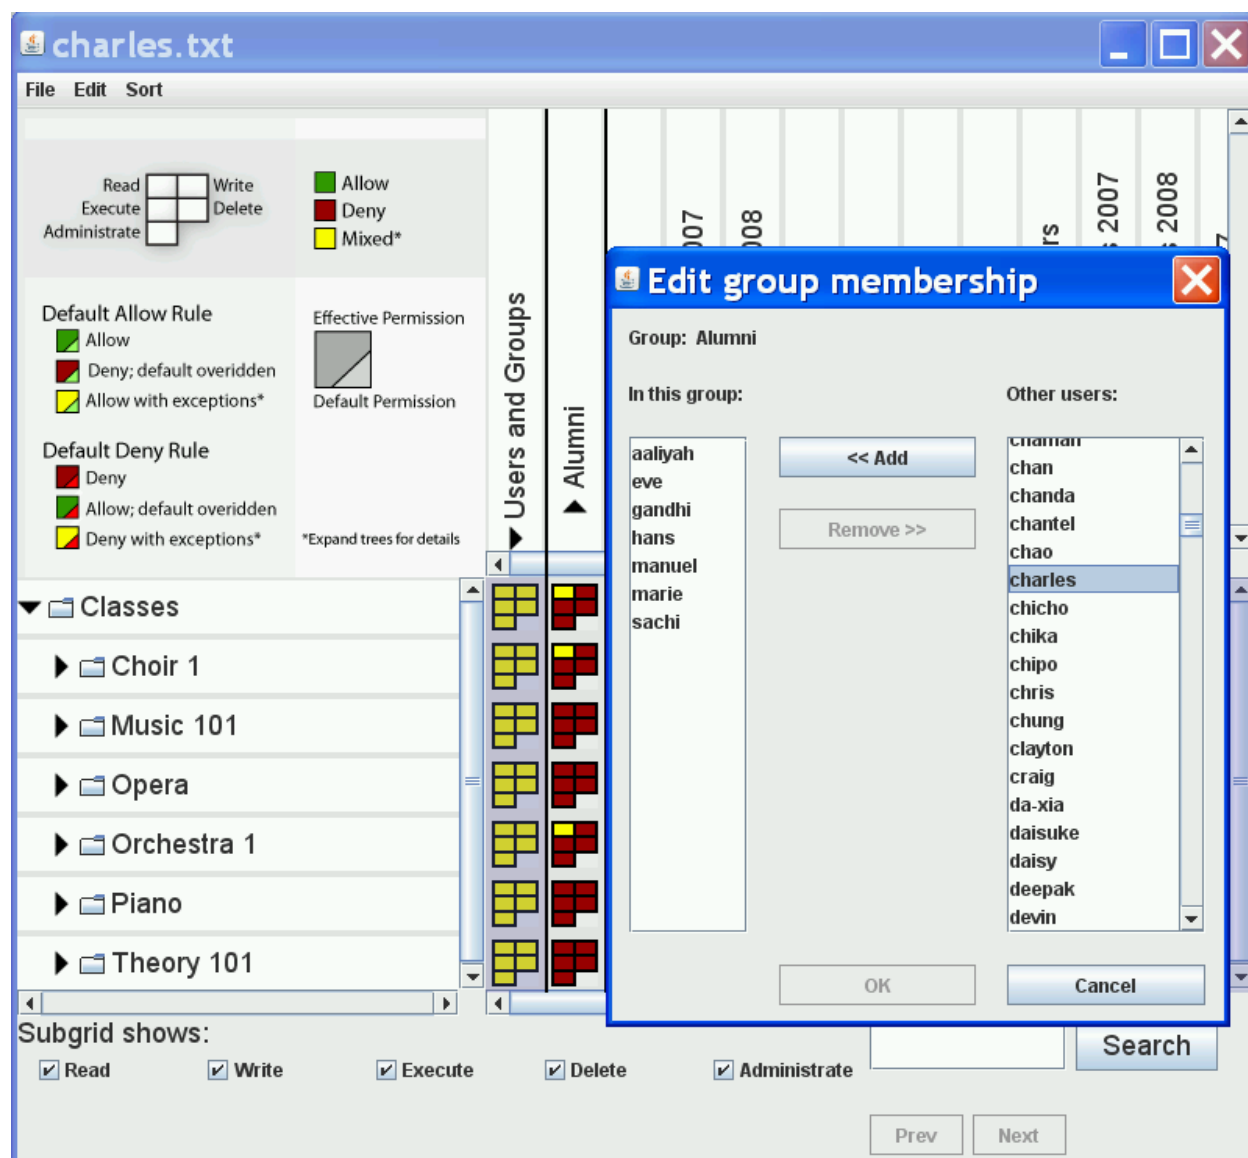 charles.txt
File Edit Sort
Read Write
Execute Delete
Administrate
Allow
Deny
Mixed*
Default Allow Rule
Allow
Deny; default overidden
Allow with exceptions*
Effective Permission
Default Permission
Default Deny Rule
Deny
Allow; default overidden
Deny with exceptions*
*Expand trees for details
Users and Groups
Alumni
2007
2008
Classes
Choir 1
Music 101
Opera
Orchestra 1
Piano
Theory 101
Edit group membership
Group: Alumni
In this group:
aaliyah
eve
gandhi
hans
manuel
marie
sachi
<< Add
Remove >>
Other users:
chaman
chan
chanda
chantel
chao
charles
chicho
chika
chipo
chris
chung
clayton
craig
da-xia
daisuke
daisy
deepak
devin
OK
Cancel
Subgrid shows:
Read Write Execute Delete Administrate
Search
Prev Next